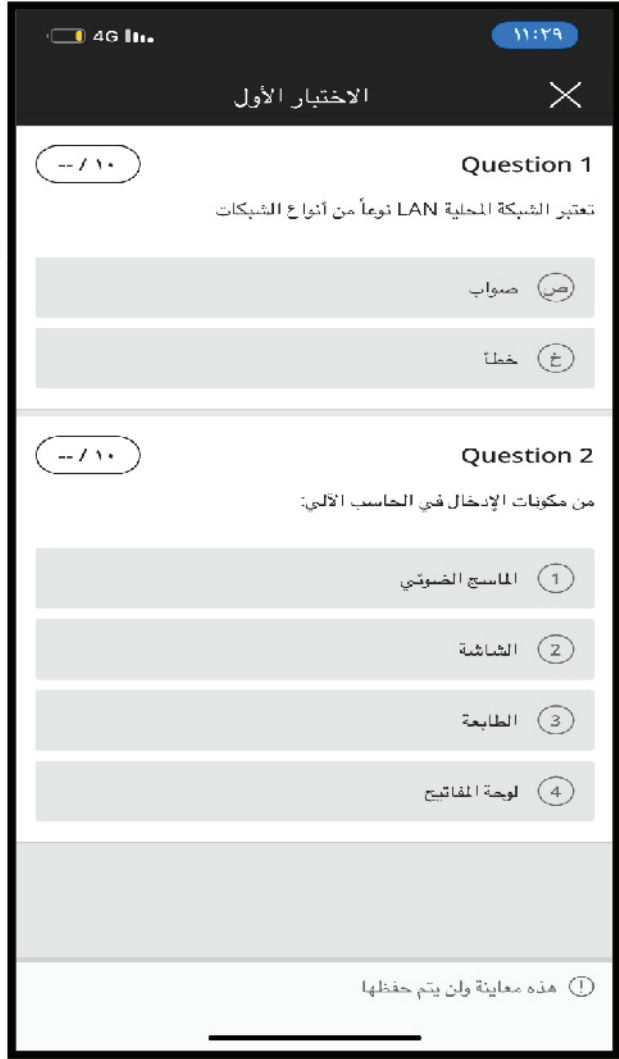 4G ١١:٢٩
الاختبار الأول
Question 1
-- / ١٠
تعتبر الشبكة المحلية LAN نوعاً من أنواع الشبكات
ص صواب
خ خطأ
Question 2
-- / ١٠
من مكونات الإدخال في الحاسب الآلي:
1 الماسح الضوئي
2 الشاشة
3 الطابعة
4 لوحة المفاتيح
هذه معاينة ولن يتم حفظها